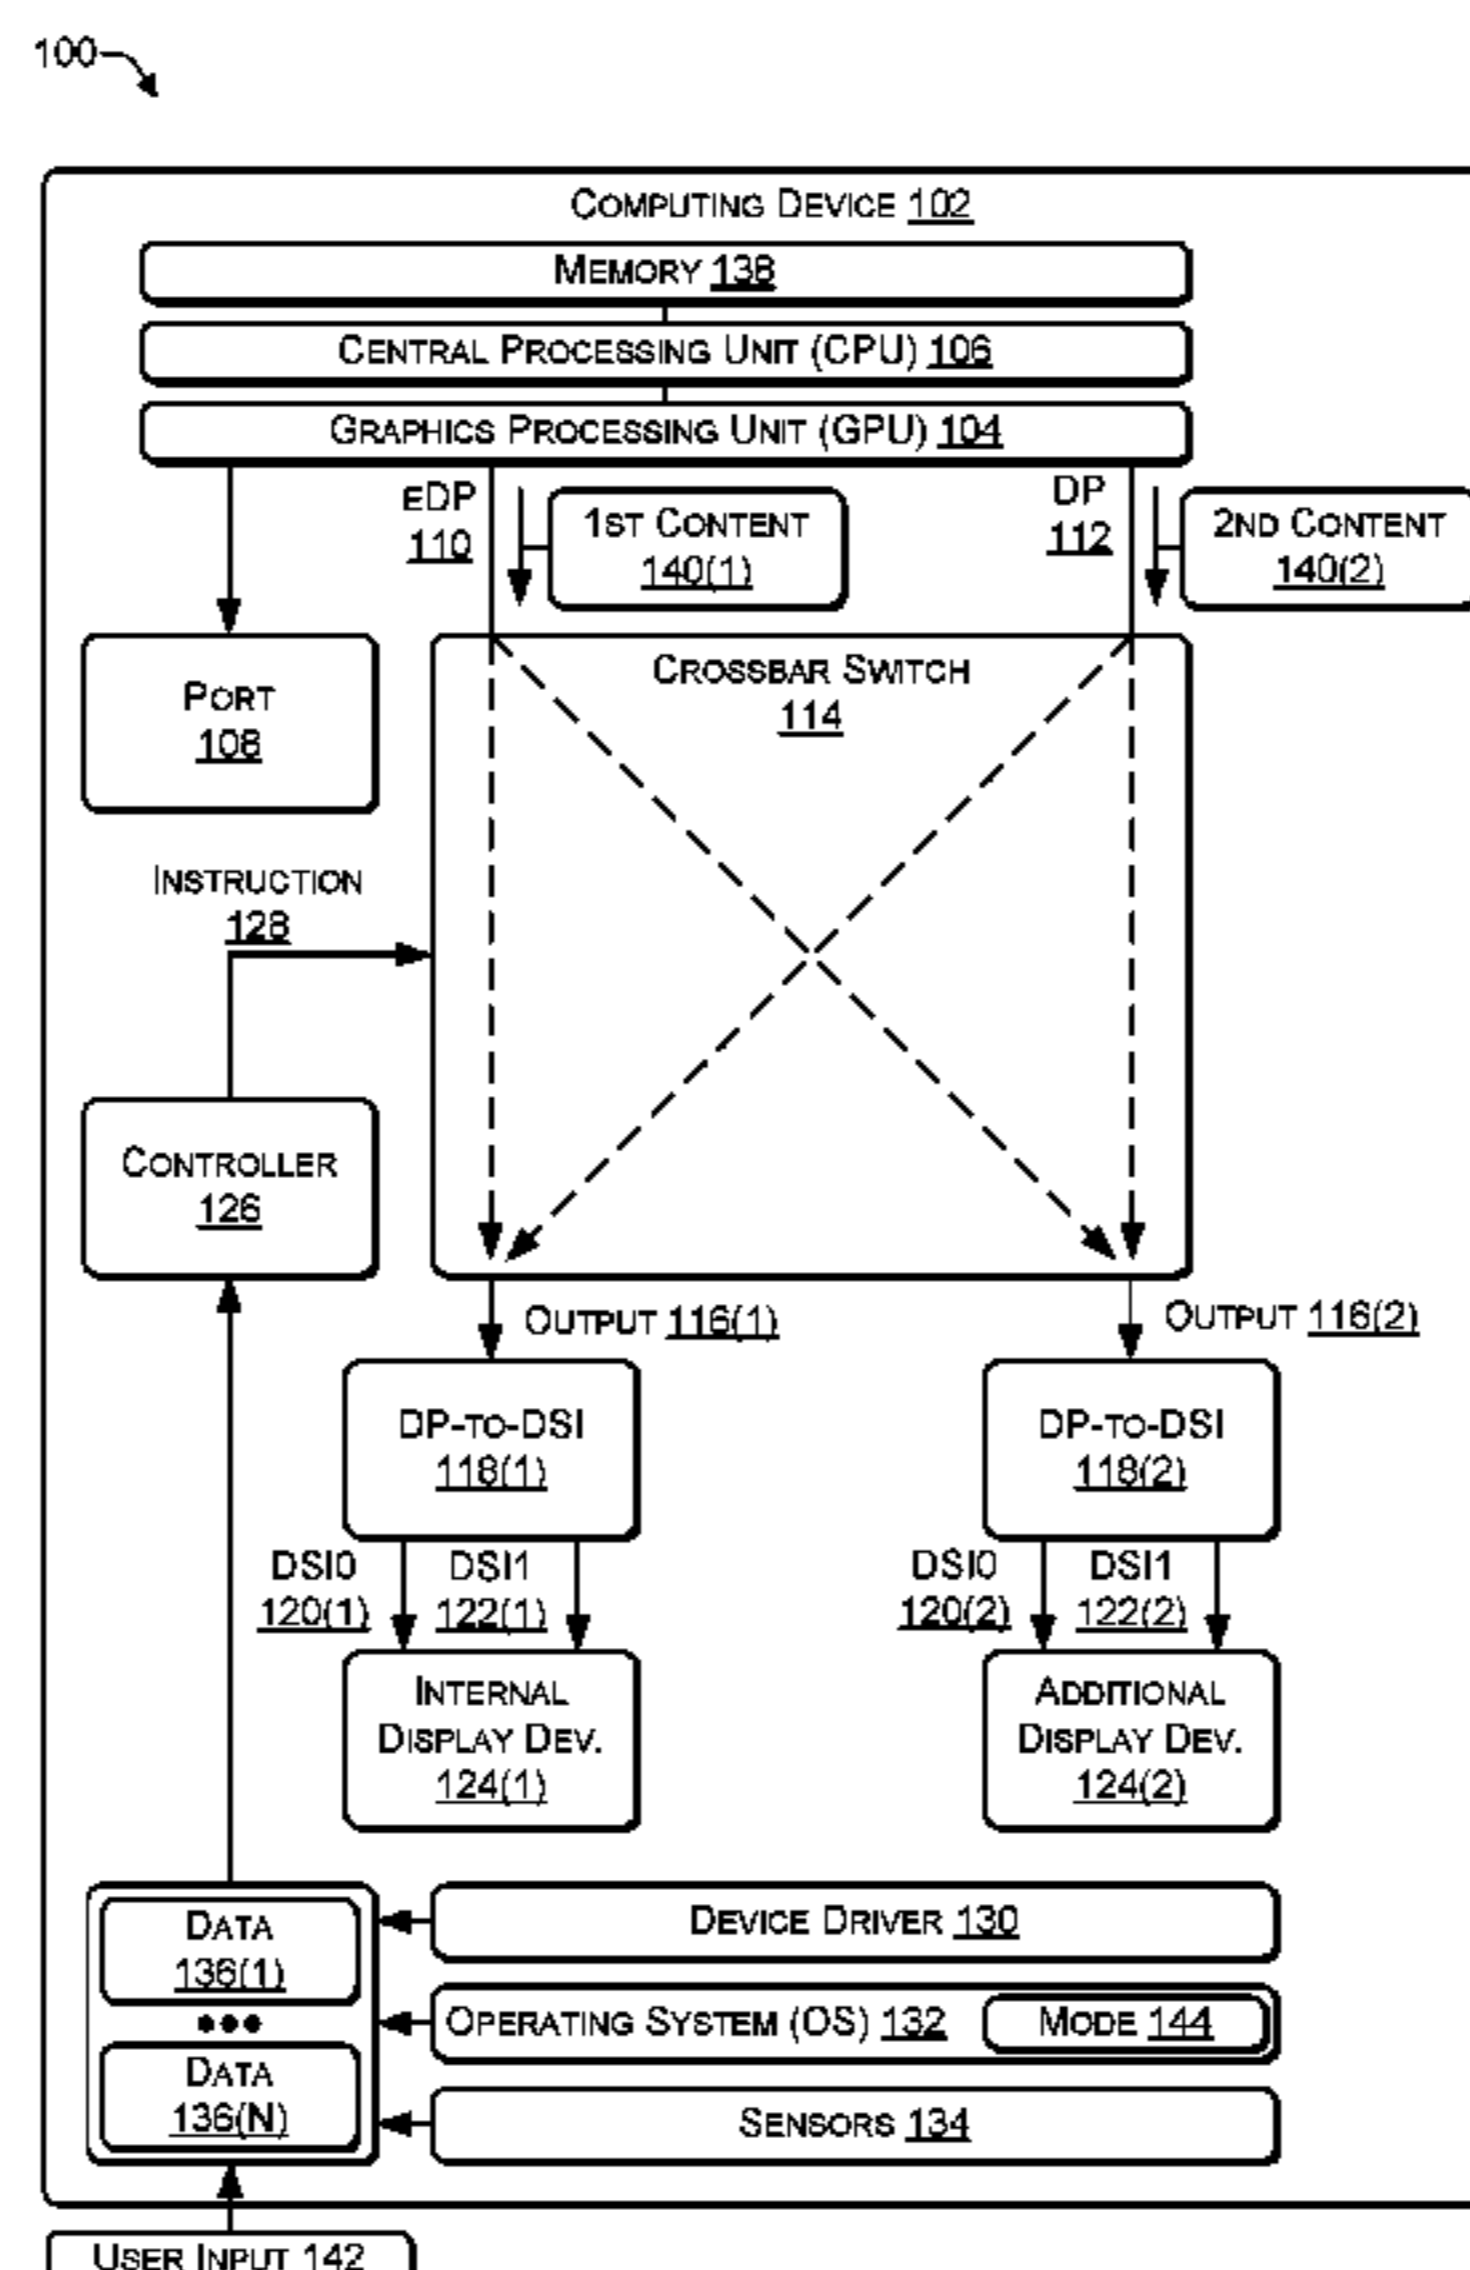 100
COMPUTING DEVICE 102
MEMORY 138
CENTRAL PROCESSING UNIT (CPU) 106
GRAPHICS PROCESSING UNIT (GPU) 104
eDP
110
1ST CONTENT
140(1)
DP
112
2ND CONTENT
140(2)
PORT
108
CROSSBAR SWITCH
114
INSTRUCTION
128
CONTROLLER
126
OUTPUT 116(1)
OUTPUT 116(2)
DP-TO-DSI
118(1)
DP-TO-DSI
118(2)
DSI0
120(1)
DSI1
122(1)
DSI0
120(2)
DSI1
122(2)
INTERNAL
DISPLAY DEV.
124(1)
ADDITIONAL
DISPLAY DEV.
124(2)
DATA
136(1)
DATA
136(N)
DEVICE DRIVER 130
OPERATING SYSTEM (OS) 132
MODE 144
SENSORS 134
USER INPUT 142